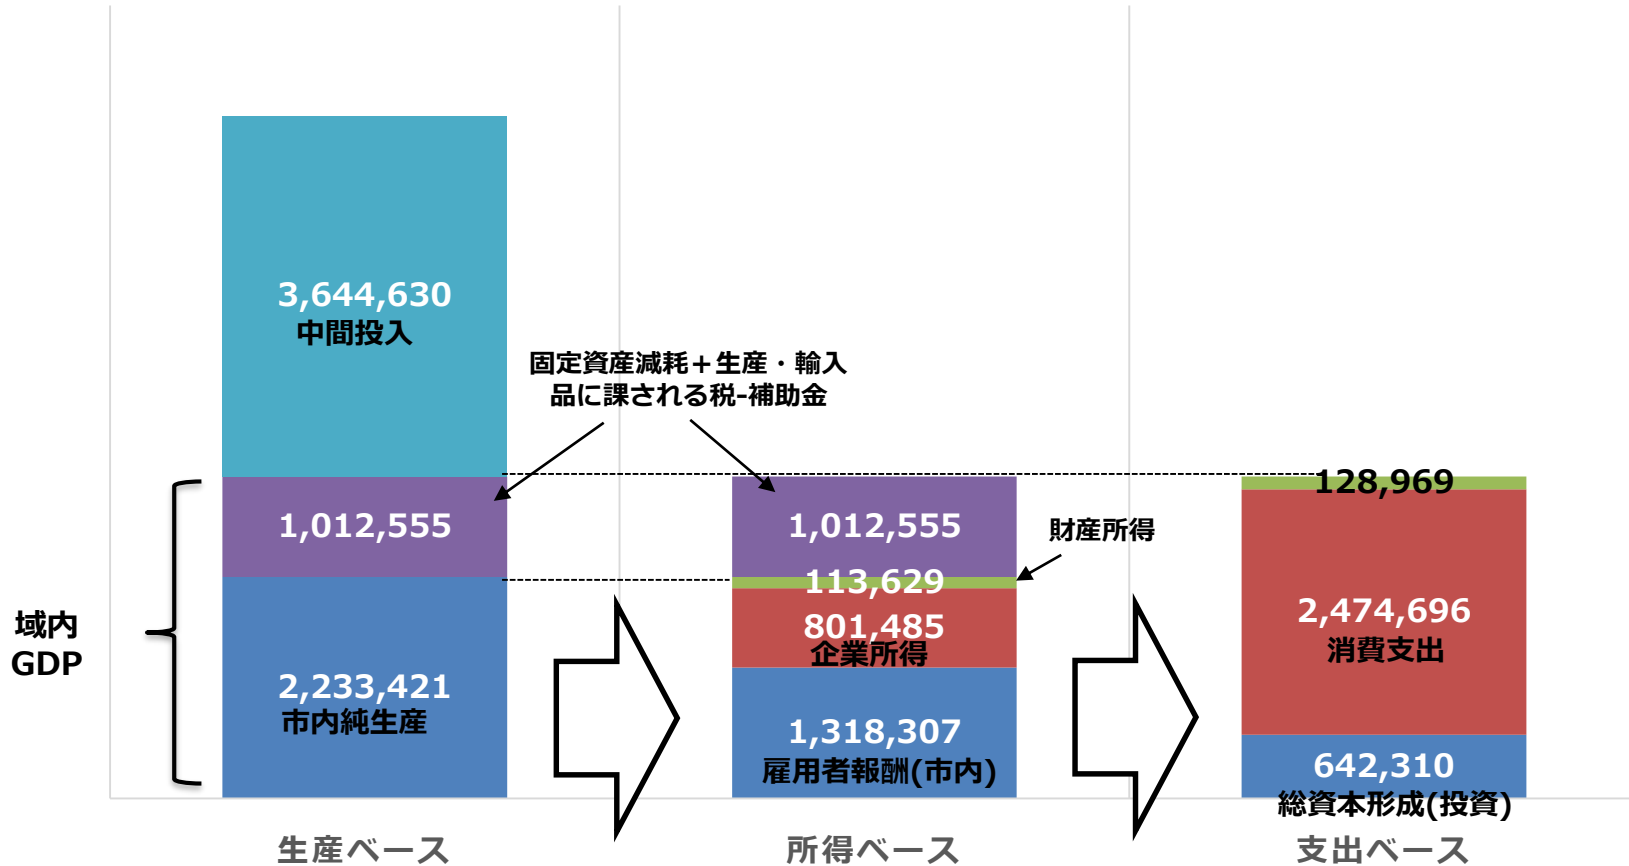 3,644,630
中間投入
固定資産減耗＋生産・輸入
品に課される税-補助金
1,012,555
2,233,421
市内純生産
域内
GDP
1,012,555
財産所得
113,629
801,485
企業所得
1,318,307
雇用者報酬(市内)
128,969
2,474,696
消費支出
642,310
総資本形成(投資)
生産ベース
所得ベース
支出ベース